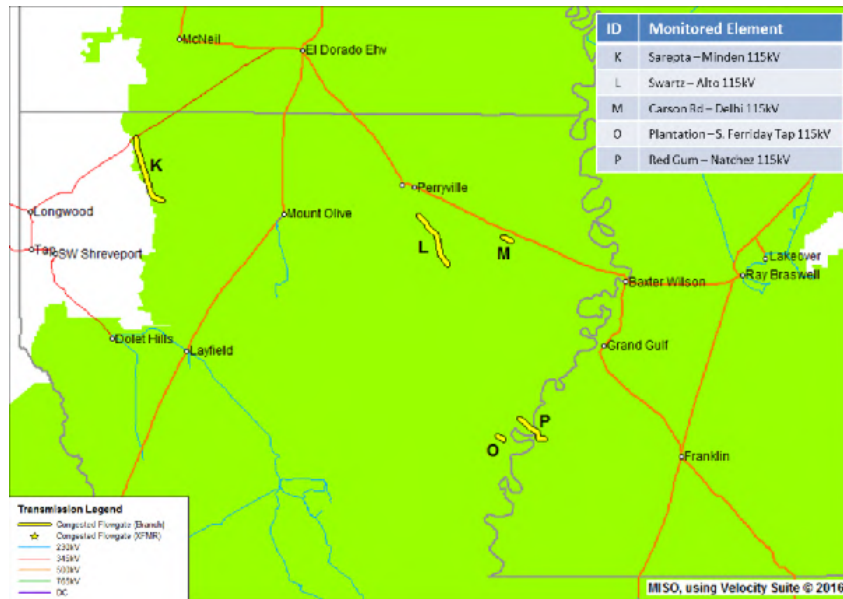 McNeil
El Dorado Ehv
ID Monitored Element
K Sarepta – Minden 115kV
L Swartz – Alto 115kV
M Carson Rd – Delhi 115kV
O Plantation – S. Ferriday Tap 115kV
P Red Gum – Natchez 115kV
K
Perryville
Longwood
Mount Olive
L
M
Tap
SW Shreveport
Lakeover
Ray Braswell
Baxter Wilson
Dolet Hills
Layfield
Grand Gulf
P
O
Franklin
Transmission Legend
Congested Flowgate (Branch)
Congested Flowgate (XFMR)
230kV
345kV
500kV
765kV
DC
MISO, using Velocity Suite © 2016